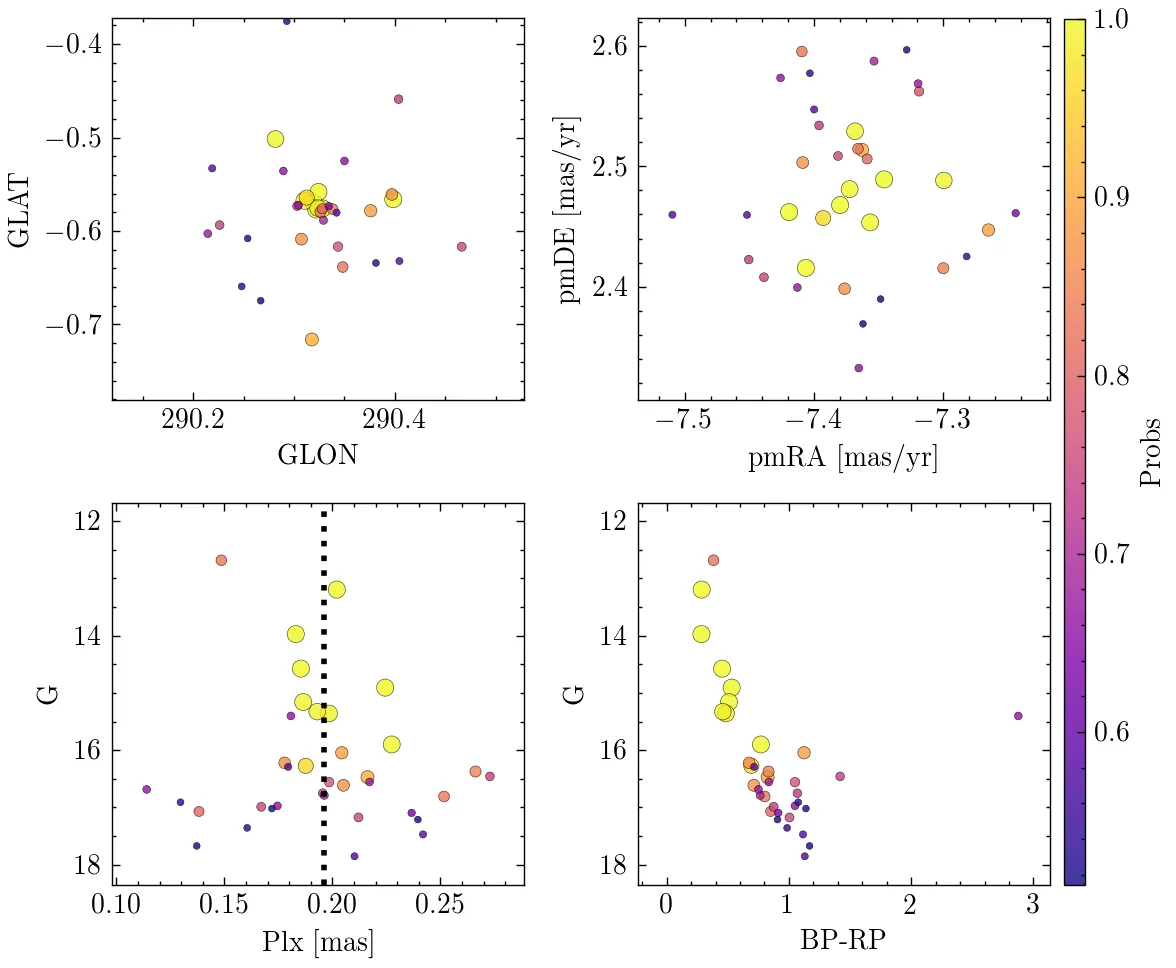 −0.4
−0.5
−0.6
−0.7
GLAT
290.2 290.4
GLON
2.6
2.5
2.4
pmDE [mas/yr]
−7.5 −7.4 −7.3
pmRA [mas/yr]
1.0
0.9
0.8
0.7
0.6
Probs
12
14
16
18
G
0.10 0.15 0.20 0.25
Plx [mas]
12
14
16
18
G
0 1 2 3
BP-RP